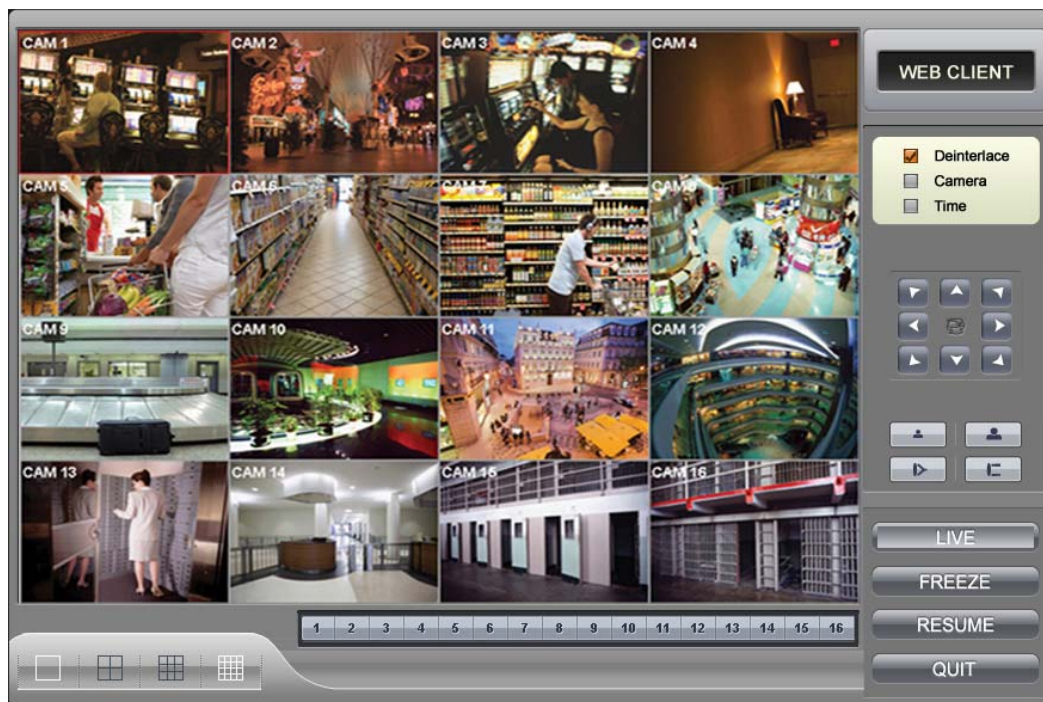 CAM 1
CAM 2
CAM 3
CAM 4
WEB CLIENT
Deinterlace
Camera
Time
CAM 5
CAM 6
CAM 7
CAM 8
CAM 9
CAM 10
CAM 11
CAM 12
CAM 13
CAM 14
CAM 15
CAM 16
LIVE
FREEZE
RESUME
QUIT
1 2 3 4 5 6 7 8 9 10 11 12 13 14 15 16